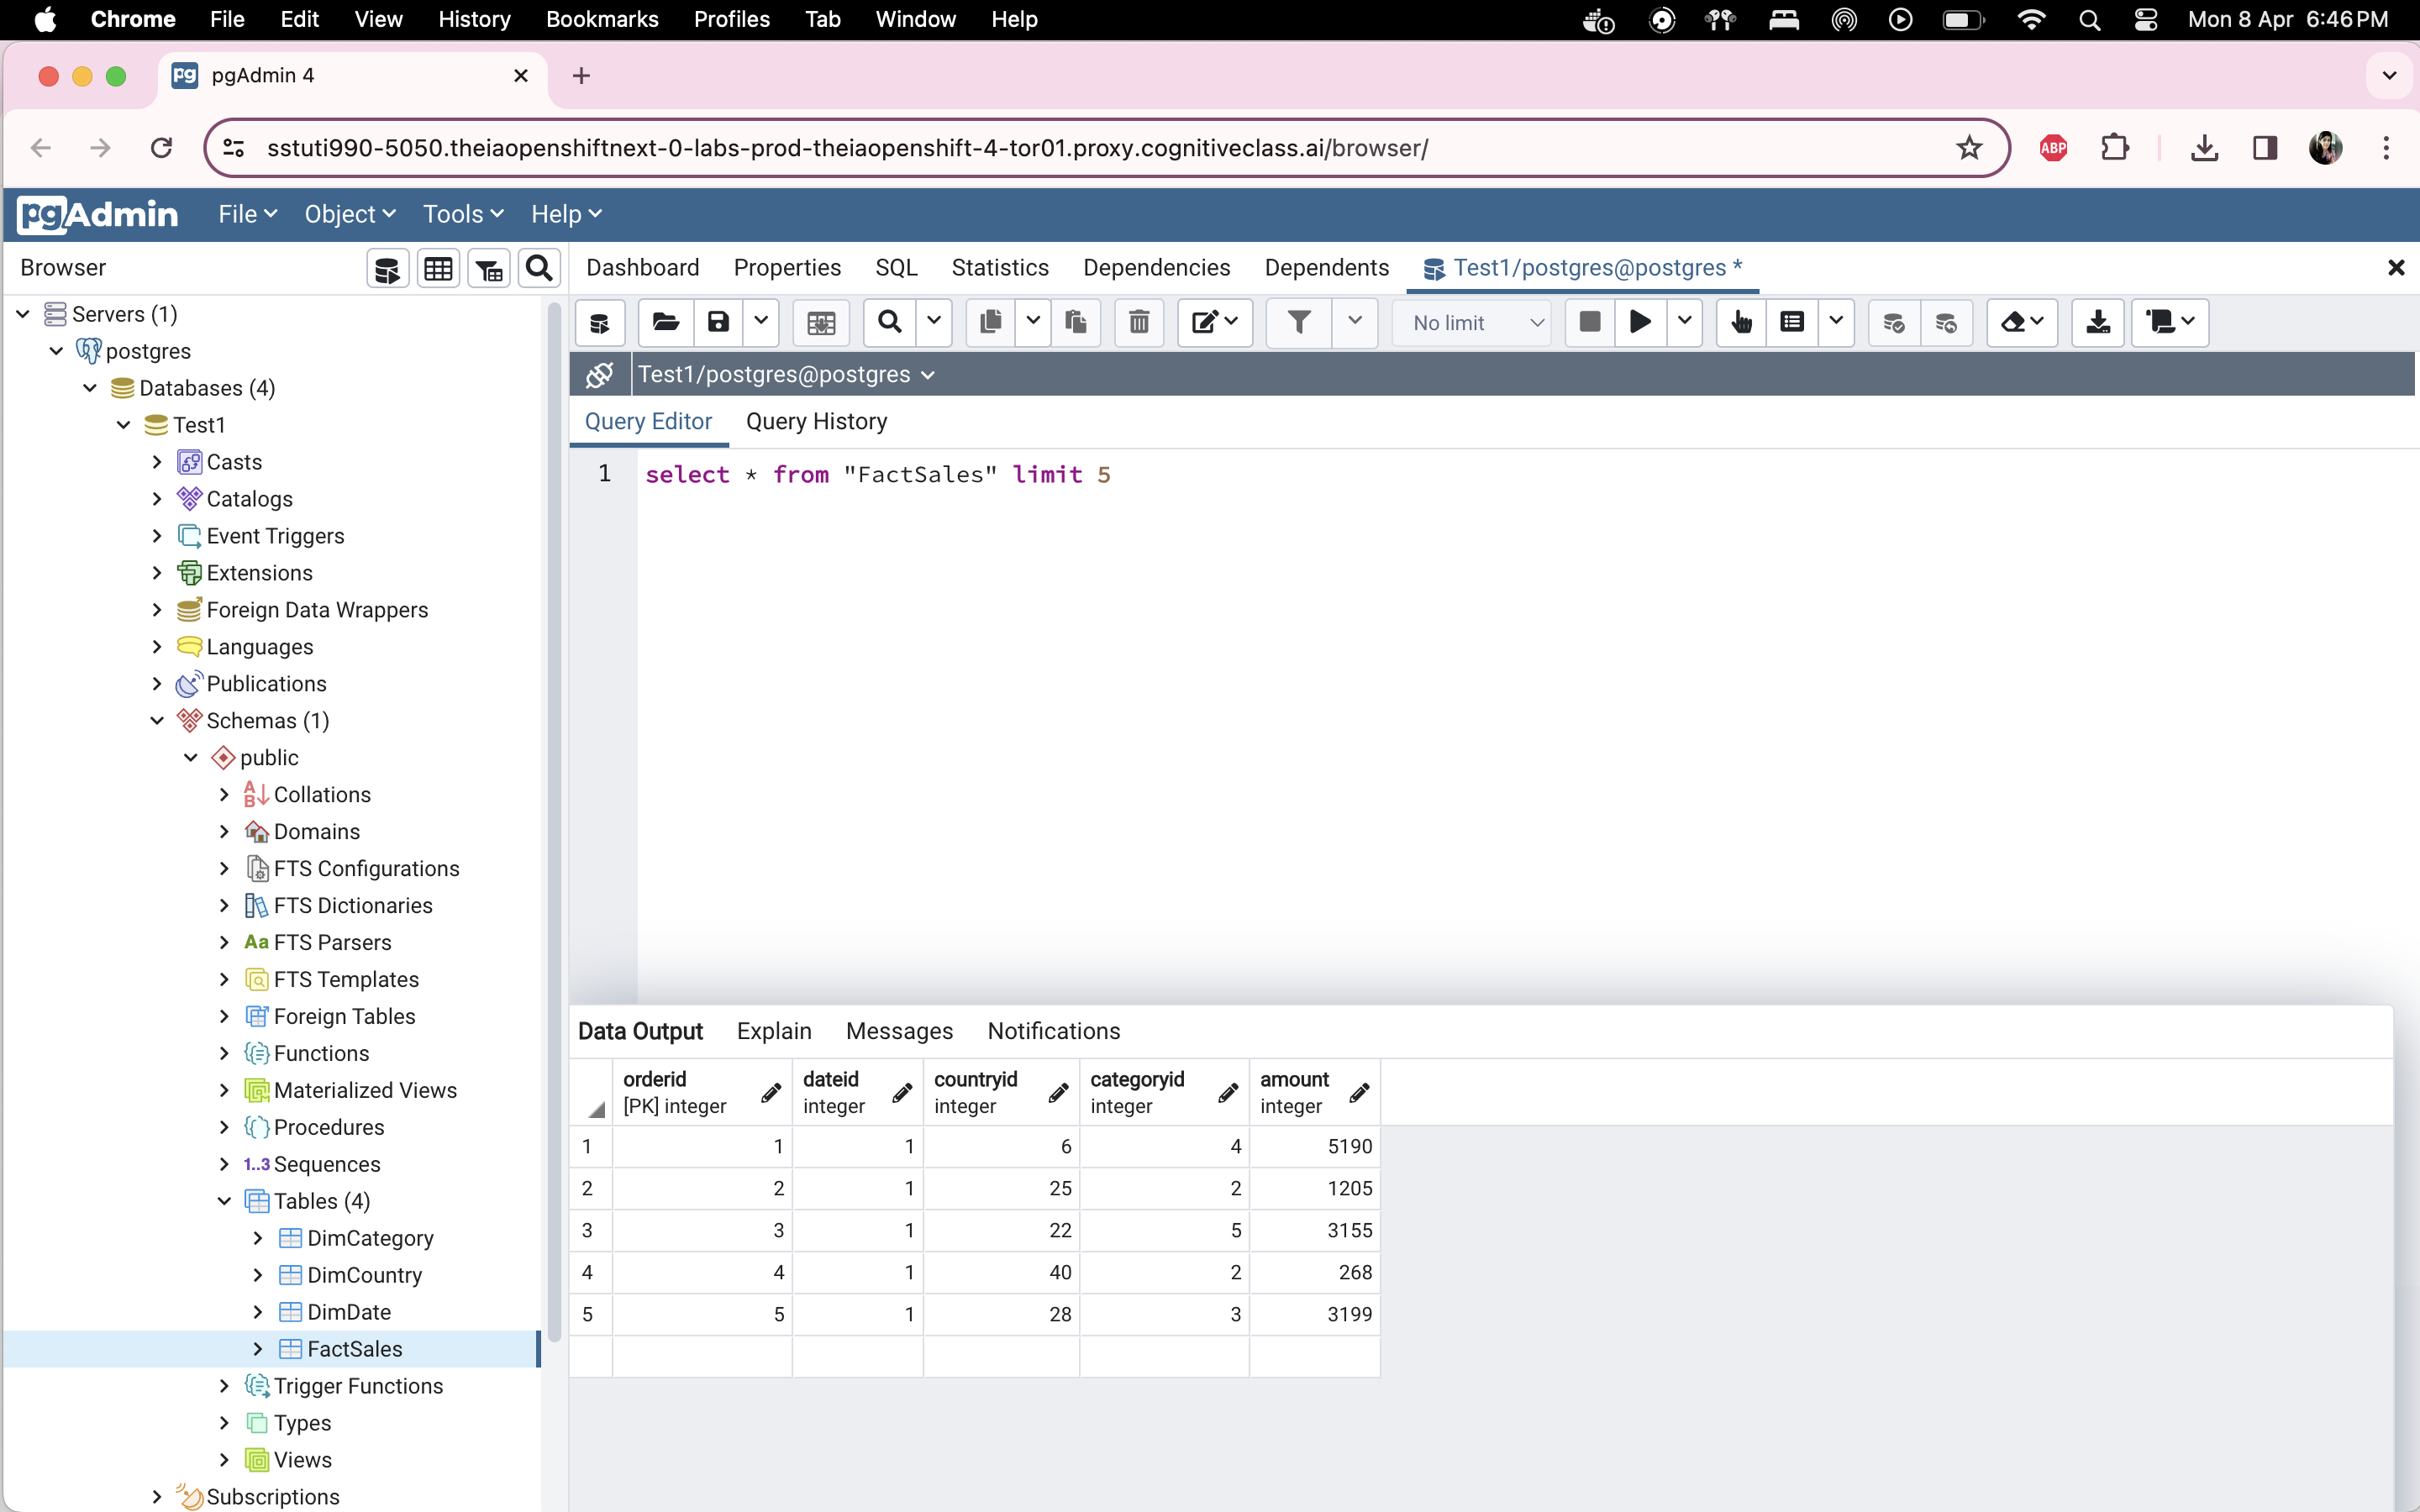 Chrome File Edit View History Bookmarks Profiles Tab Window Help Mon 8 Apr 6:46 PM
pg pgAdmin 4
sstuti990-5050.theiaopenshiftnext-0-labs-prod-theiaopenshift-4-tor01.proxy.cognitiveclass.ai/browser/ ABP
pgAdmin File Object Tools Help
Browser Dashboard Properties SQL Statistics Dependencies Dependents Test1/postgres@postgres *
No limit
Test1/postgres@postgres
Query Editor Query History
1 select * from "FactSales" limit 5
Servers (1)
postgres
Databases (4)
Test1
Casts
Catalogs
Event Triggers
Extensions
Foreign Data Wrappers
Languages
Publications
Schemas (1)
public
Collations
Domains
FTS Configurations
FTS Dictionaries
Aa FTS Parsers
FTS Templates
Foreign Tables
Functions
Materialized Views
Procedures
1..3 Sequences
Tables (4)
DimCategory
DimCountry
DimDate
FactSales
Trigger Functions
Types
Views
Subscriptions
Data Output Explain Messages Notifications
orderid dateid countryid categoryid amount
[PK] integer integer integer integer integer
1 1 1 6 4 5190
2 2 1 25 2 1205
3 3 1 22 5 3155
4 4 1 40 2 268
5 5 1 28 3 3199